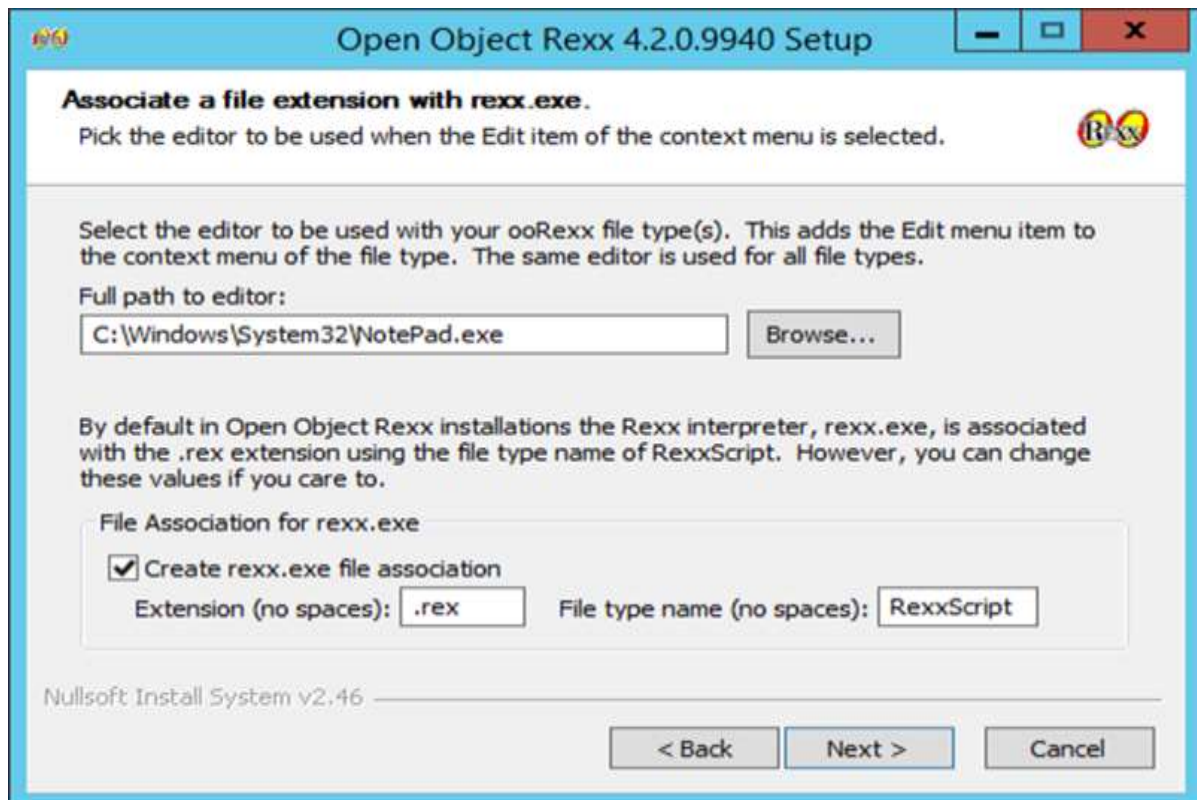 Open Object Rexx 4.2.0.9940 Setup
Associate a file extension with rexx.exe.
Pick the editor to be used when the Edit item of the context menu is selected.
Rexx
Select the editor to be used with your ooRexx file type(s).  This adds the Edit menu item to
the context menu of the file type.  The same editor is used for all file types.
Full path to editor:
C:\Windows\System32\NotePad.exe
Browse...
By default in Open Object Rexx installations the Rexx interpreter, rexx.exe, is associated
with the .rex extension using the file type name of RexxScript.  However, you can change
these values if you care to.
File Association for rexx.exe
Create rexx.exe file association
Extension (no spaces): .rex File type name (no spaces): RexxScript
Nullsoft Install System v2.46
< Back Next > Cancel